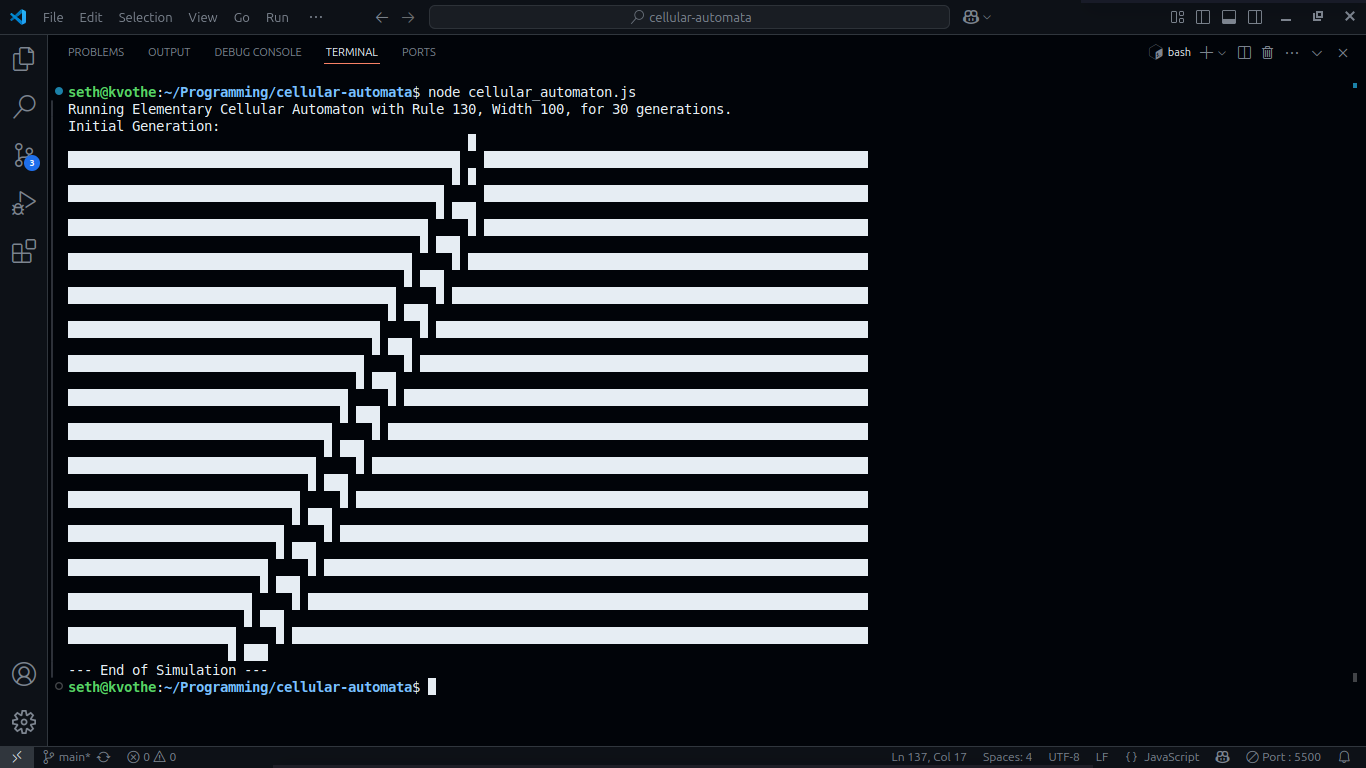 File Edit Selection View Go Run ··· cellular-automata
PROBLEMS OUTPUT DEBUG CONSOLE TERMINAL PORTS bash
seth@kvothe:~/Programming/cellular-automata$ node cellular_automaton.js
Running Elementary Cellular Automaton with Rule 130, Width 100, for 30 generations.
Initial Generation:
3
--- End of Simulation ---
seth@kvothe:~/Programming/cellular-automata$
main* 0 0 Ln 137, Col 17 Spaces: 4 UTF-8 LF {} JavaScript Port : 5500